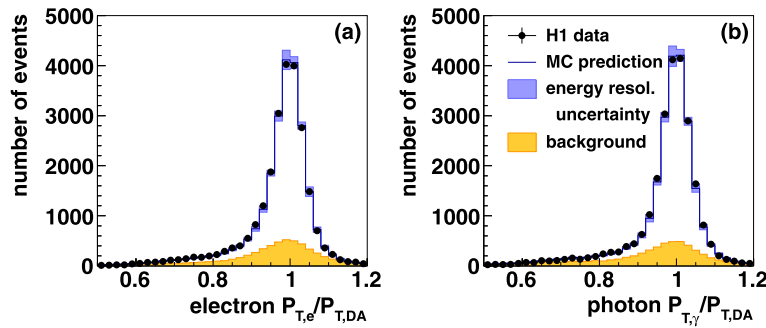 (a)
number of events
5000
4000
3000
2000
1000
0
0.6 0.8 1 1.2
electron P_T,e/P_T,DA
(b)
H1 data
MC prediction
energy resol.
uncertainty
background
number of events
5000
4000
3000
2000
1000
0
0.6 0.8 1 1.2
photon P_T,γ/P_T,DA